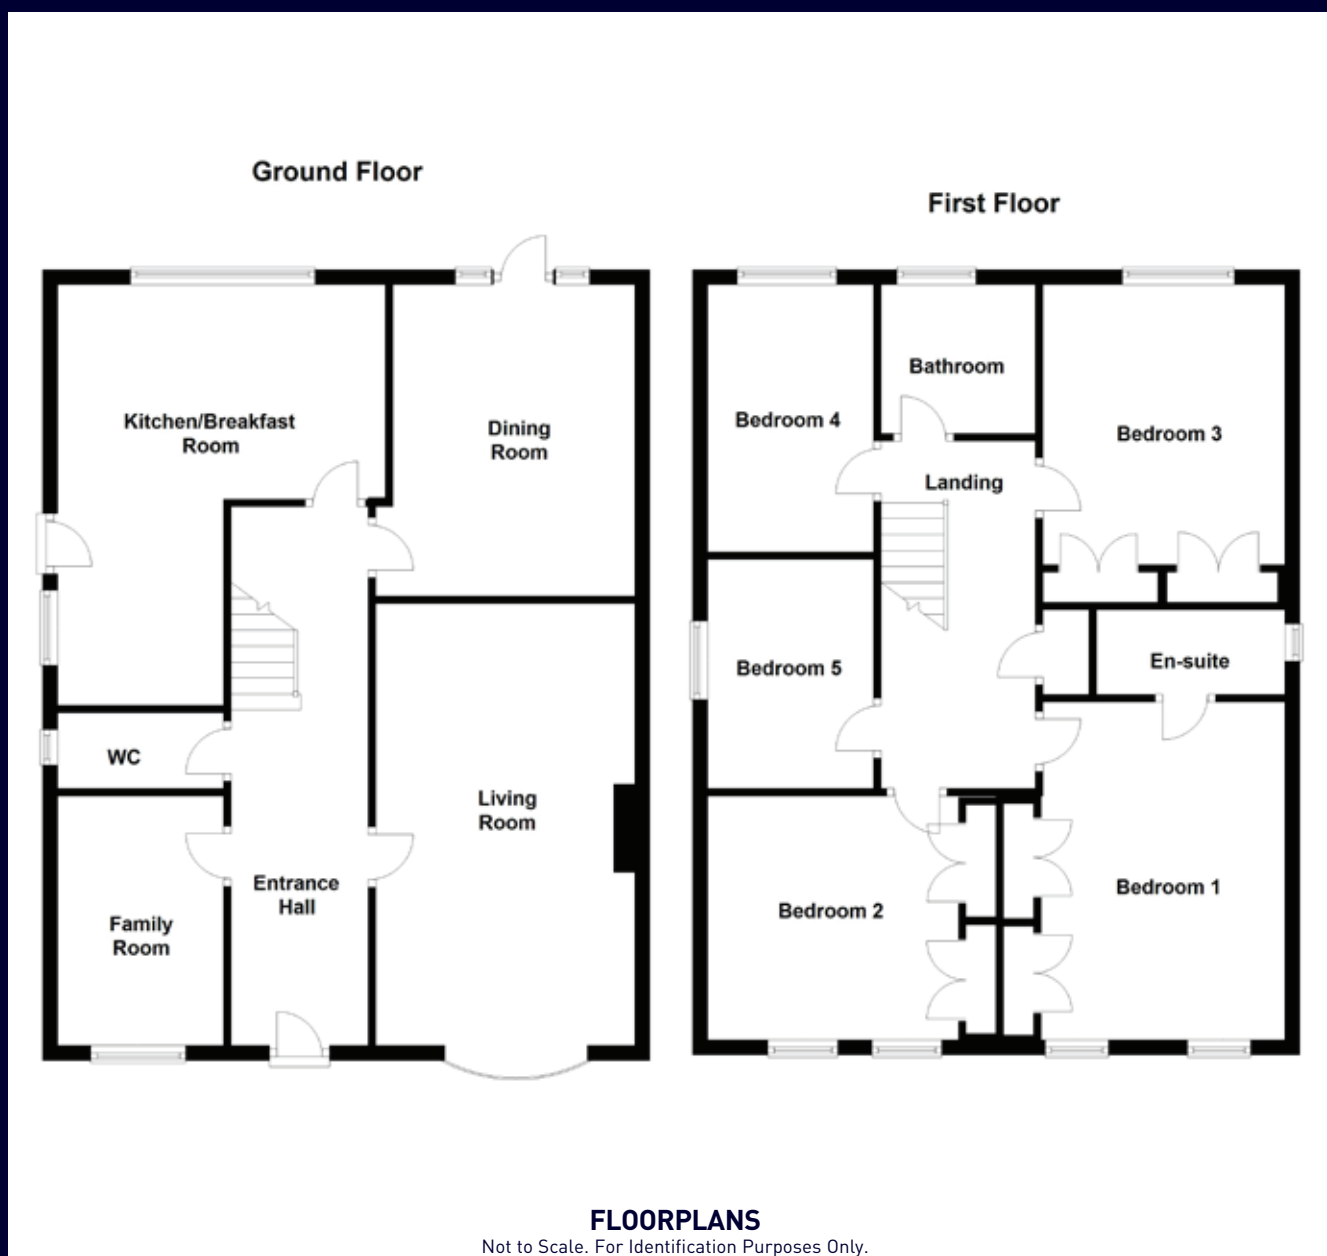 Ground Floor
First Floor
Kitchen/Breakfast
Room
Dining
Room
WC
Living
Room
Entrance
Hall
Family
Room
Bathroom
Bedroom 4
Bedroom 3
Landing
Bedroom 5
En-suite
Bedroom 2
Bedroom 1
FLOORPLANS
Not to Scale. For Identification Purposes Only.